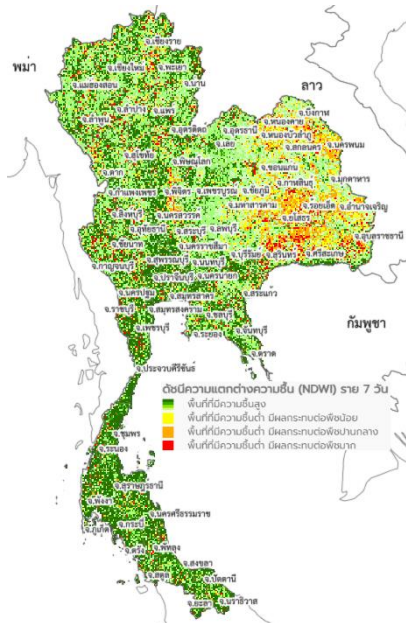 จ.เชียงราย
พม่า
จ.เชียงใหม่
จ.พะเยา
ลาว
จ.แม่ฮ่องสอน
จ.น่าน
จ.บึงกาฬ
จ.ลำปาง
จ.แพร่
จ.หนองคาย
จ.ลำพูน
จ.อุตรดิตถ์
จ.อุดรธานี
จ.หนองบัวลำภู
จ.นครพนม
จ.เลย
จ.สกลนคร
จ.สุโขทัย
จ.พิษณุโลก
จ.ตาก
จ.ขอนแก่น
จ.มุกดาหาร
จ.กำแพงเพชร
จ.พิจิตร
จ.เพชรบูรณ์
จ.ชัยภูมิ
จ.กาฬสินธุ์
จ.มหาสารคาม
จ.ร้อยเอ็ด
จ.อำนาจเจริญ
จ.สิงห์บุรี
จ.นครสวรรค์
จ.ยโสธร
จ.อุทัยธานี
จ.สระบุรี
จ.ลพบุรี
จ.อุบลราชธานี
จ.ชัยนาท
จ.นครราชสีมา
จ.บุรีรัมย์
จ.สุรินทร์
จ.ศรีสะเกษ
จ.กาญจนบุรี
จ.สุพรรณบุรี
จ.นนทบุรี
จ.ปราจีนบุรี
จ.นครนายก
จ.สระแก้ว
จ.นครปฐม
จ.สมุทรสาคร
จ.ราชบุรี
จ.สมุทรสงคราม
จ.ชลบุรี
กัมพูชา
จ.เพชรบุรี
จ.ระยอง
จ.จันทบุรี
จ.ตราด
จ.ประจวบคีรีขันธ์
ดัชนีความแตกต่างความชื้น (NDWI) ราย 7 วัน
พื้นที่ที่มีความชื้นสูง
พื้นที่ที่มีความชื้นต่ำ มีผลกระทบต่อพืชน้อย
พื้นที่ที่มีความชื้นต่ำ มีผลกระทบต่อพืชปานกลาง
พื้นที่ที่มีความชื้นต่ำ มีผลกระทบต่อพืชมาก
จ.ชุมพร
จ.ระนอง
จ.สุราษฎร์ธานี
จ.พังงา
จ.นครศรีธรรมราช
จ.กระบี่
จ.ภูเก็ต
จ.ตรัง
จ.พัทลุง
จ.สงขลา
จ.สตูล
จ.ปัตตานี
จ.ยะลา
จ.นราธิวาส